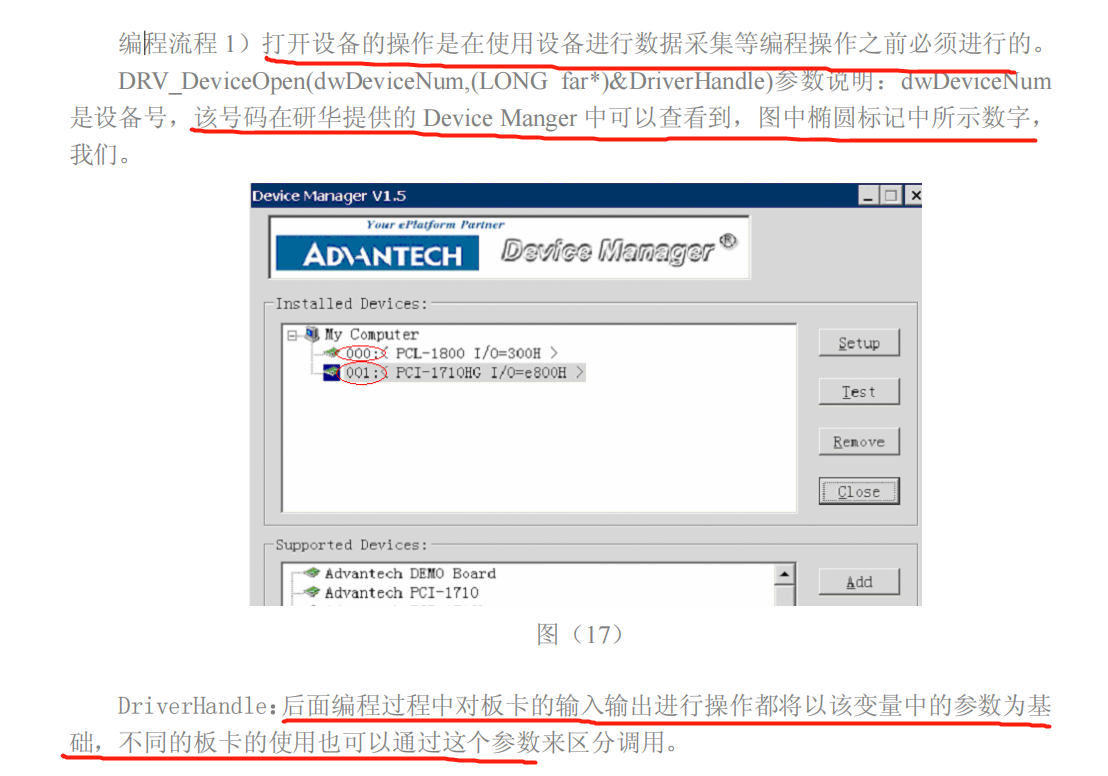 编程流程 1）打开设备的操作是在使用设备进行数据采集等编程操作之前必须进行的。
DRV_DeviceOpen(dwDeviceNum,(LONG far*)&DriverHandle)参数说明：dwDeviceNum
是设备号，该号码在研华提供的 Device Manger 中可以查看到，图中椭圆标记中所示数字，
我们。
Device Manager V1.5
Your ePlatform Partner
ADVANTECH Device Manager ®
Installed Devices:
My Computer
000:< PCL-1800 I/O=300H >
001:< PCI-1710HG I/O=e800H >
Setup
Test
Remove
Close
Supported Devices:
Advantech DEMO Board
Advantech PCI-1710
Add
图（17）
DriverHandle:后面编程过程中对板卡的输入输出进行操作都将以该变量中的参数为基
础，不同的板卡的使用也可以通过这个参数来区分调用。